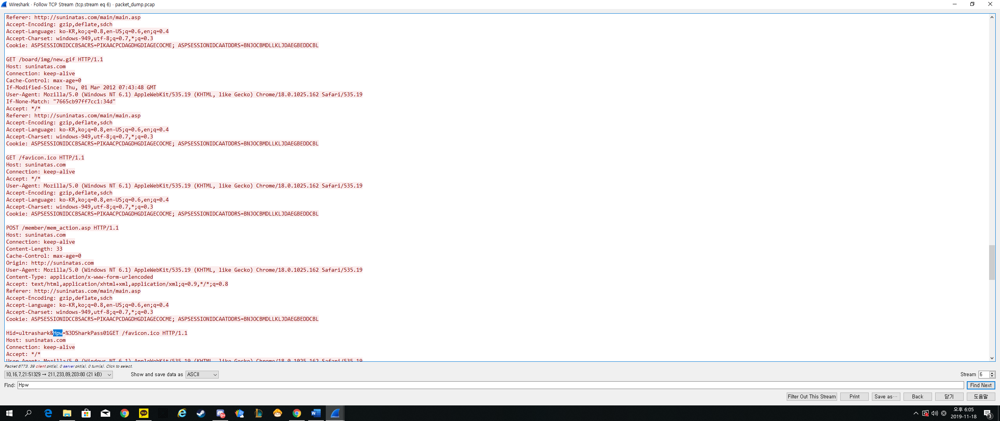 Wireshark · Follow TCP Stream (tcp.stream eq 6) · packet_dump.pcap
Referer: http://suninatas.com/main/main.asp
Accept-Encoding: gzip,deflate,sdch
Accept-Language: ko-KR,ko;q=0.8,en-US;q=0.6,en;q=0.4
Accept-Charset: windows-949,utf-8;q=0.7,*;q=0.3
Cookie: ASPSESSIONIDCCBSACRS=PIKAACPCDAGDHGDIAGECOCME; ASPSESSIONIDCAATDDRS=BNJOCBMDLLKLJDAEGBEDDCBL
GET /board/img/new.gif HTTP/1.1
Host: suninatas.com
Connection: keep-alive
Cache-Control: max-age=0
If-Modified-Since: Thu, 01 Mar 2012 07:43:48 GMT
User-Agent: Mozilla/5.0 (Windows NT 6.1) AppleWebKit/535.19 (KHTML, like Gecko) Chrome/18.0.1025.162 Safari/535.19
If-None-Match: "7665cb97ff7cc1:34d"
Accept: */*
Referer: http://suninatas.com/main/main.asp
Accept-Encoding: gzip,deflate,sdch
Accept-Language: ko-KR,ko;q=0.8,en-US;q=0.6,en;q=0.4
Accept-Charset: windows-949,utf-8;q=0.7,*;q=0.3
Cookie: ASPSESSIONIDCCBSACRS=PIKAACPCDAGDHGDIAGECOCME; ASPSESSIONIDCAATDDRS=BNJOCBMDLLKLJDAEGBEDDCBL
GET /favicon.ico HTTP/1.1
Host: suninatas.com
Connection: keep-alive
Accept: */*
User-Agent: Mozilla/5.0 (Windows NT 6.1) AppleWebKit/535.19 (KHTML, like Gecko) Chrome/18.0.1025.162 Safari/535.19
Accept-Encoding: gzip,deflate,sdch
Accept-Language: ko-KR,ko;q=0.8,en-US;q=0.6,en;q=0.4
Accept-Charset: windows-949,utf-8;q=0.7,*;q=0.3
Cookie: ASPSESSIONIDCCBSACRS=PIKAACPCDAGDHGDIAGECOCME; ASPSESSIONIDCAATDDRS=BNJOCBMDLLKLJDAEGBEDDCBL
POST /member/mem_action.asp HTTP/1.1
Host: suninatas.com
Connection: keep-alive
Content-Length: 33
Cache-Control: max-age=0
Origin: http://suninatas.com
User-Agent: Mozilla/5.0 (Windows NT 6.1) AppleWebKit/535.19 (KHTML, like Gecko) Chrome/18.0.1025.162 Safari/535.19
Content-Type: application/x-www-form-urlencoded
Accept: text/html,application/xhtml+xml,application/xml;q=0.9,*/*;q=0.8
Referer: http://suninatas.com/main/main.asp
Accept-Encoding: gzip,deflate,sdch
Accept-Language: ko-KR,ko;q=0.8,en-US;q=0.6,en;q=0.4
Accept-Charset: windows-949,utf-8;q=0.7,*;q=0.3
Cookie: ASPSESSIONIDCCBSACRS=PIKAACPCDAGDHGDIAGECOCME; ASPSESSIONIDCAATDDRS=BNJOCBMDLLKLJDAEGBEDDCBL
Hid=ultrashark&Hpw=%3DSharkPass01GET /favicon.ico HTTP/1.1
Host: suninatas.com
Connection: keep-alive
Accept: */*
User-Agent: Mozilla/5.0 (Windows NT 6.1) AppleWebKit/535.19 (KHTML, like Gecko) Chrome/18.0.1025.162 Safari/535.19
Packet 6773. 39 client pkt(s), 0 server pkt(s), 0 turn(s). Click to select.
10.16.7.21:51329 → 211.233.89.203:80 (21 kB) Show and save data as ASCII Stream 6
Find: Hpw Find Next
Filter Out This Stream Print Save as… Back 닫기 도움말
TALK 9+ 오후 6:05
2019-11-18 3